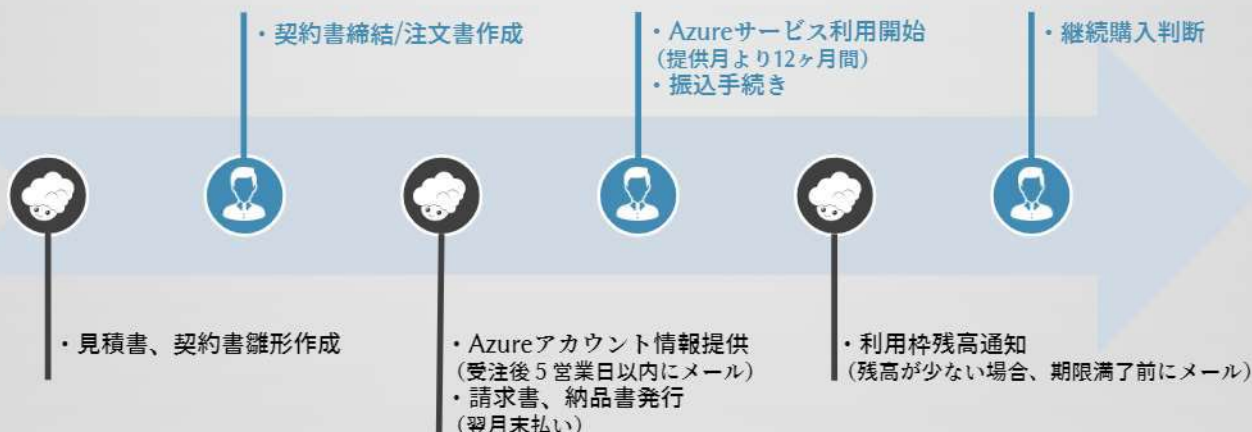 ・契約書締結/注文書作成
・Azureサービス利用開始
（提供月より12ヶ月間）
・振込手続き
・継続購入判断
・見積書、契約書雛形作成
・Azureアカウント情報提供
（受注後５営業日以内にメール）
・請求書、納品書発行
（翌月末払い）
・利用枠残高通知
（残高が少ない場合、期限満了前にメール）